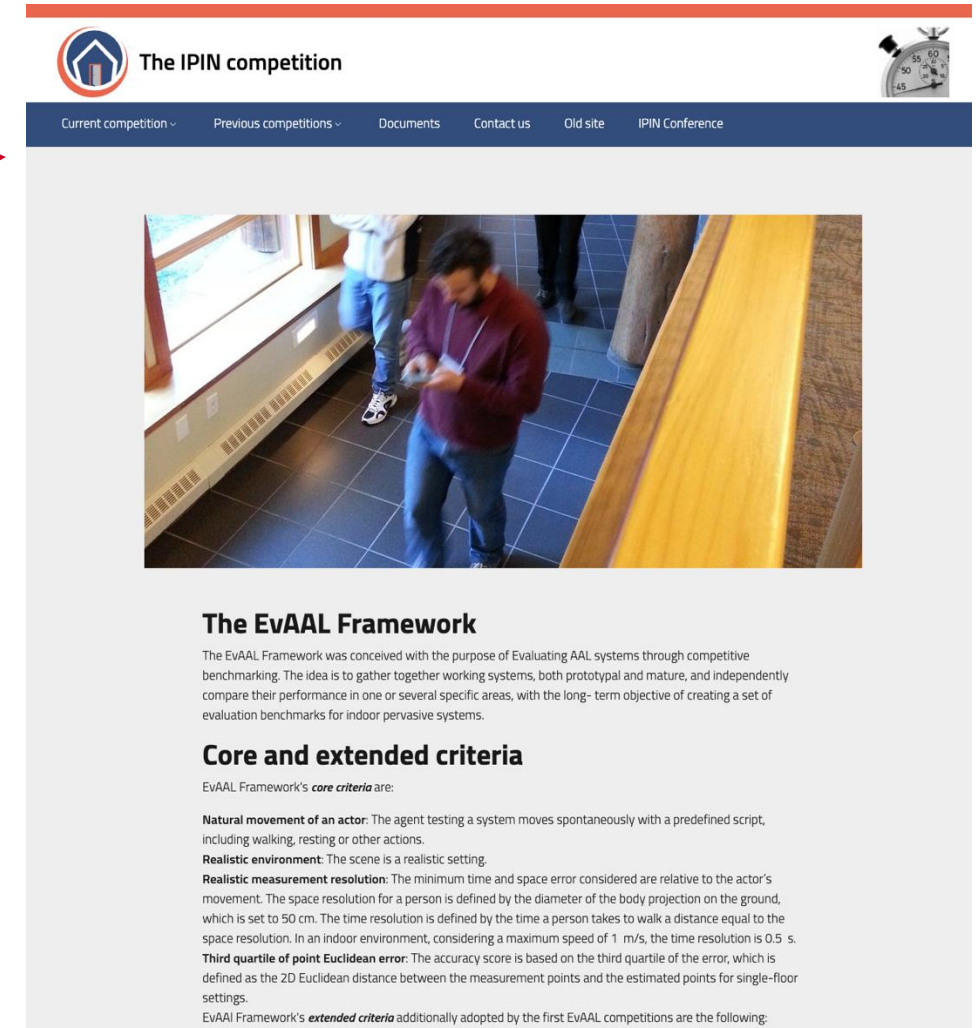 The IPIN competition
55 60
50
45
Current competition Previous competitions Documents Contact us Old site IPIN Conference
The EvAAL Framework
The EvAAL Framework was conceived with the purpose of Evaluating AAL systems through competitive
benchmarking. The idea is to gather together working systems, both prototypal and mature, and independently
compare their performance in one or several specific areas, with the long- term objective of creating a set of
evaluation benchmarks for indoor pervasive systems.
Core and extended criteria
EvAAL Framework's core criteria are:
Natural movement of an actor: The agent testing a system moves spontaneously with a predefined script,
including walking, resting or other actions.
Realistic environment: The scene is a realistic setting.
Realistic measurement resolution: The minimum time and space error considered are relative to the actor's
movement. The space resolution for a person is defined by the diameter of the body projection on the ground,
which is set to 50 cm. The time resolution is defined by the time a person takes to walk a distance equal to the
space resolution. In an indoor environment, considering a maximum speed of 1 m/s, the time resolution is 0.5 s.
Third quartile of point Euclidean error: The accuracy score is based on the third quartile of the error, which is
defined as the 2D Euclidean distance between the measurement points and the estimated points for single-floor
settings.
EvAAl Framework's extended criteria additionally adopted by the first EvAAL competitions are the following: